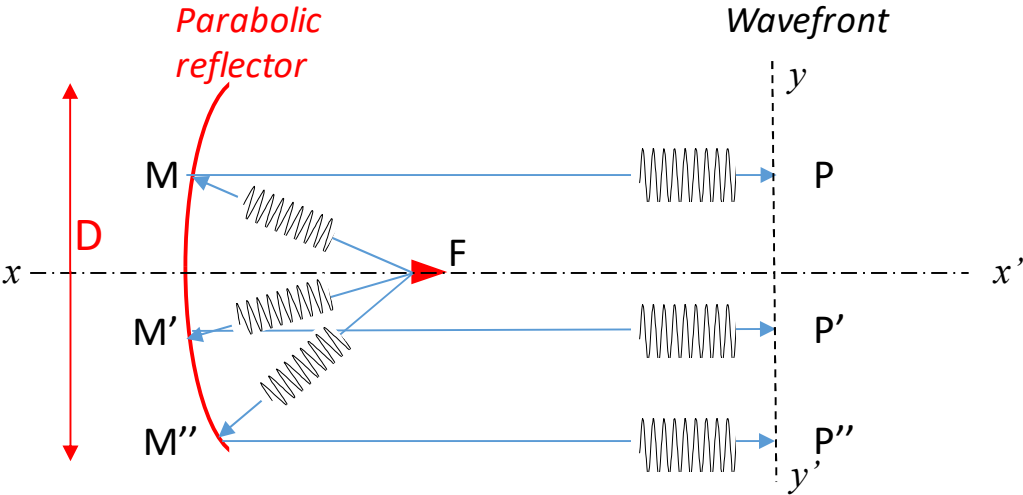 Parabolic
reflector
Wavefront
y
M
P
D
F
x
x’
M’
P’
M’’
P’’
y’